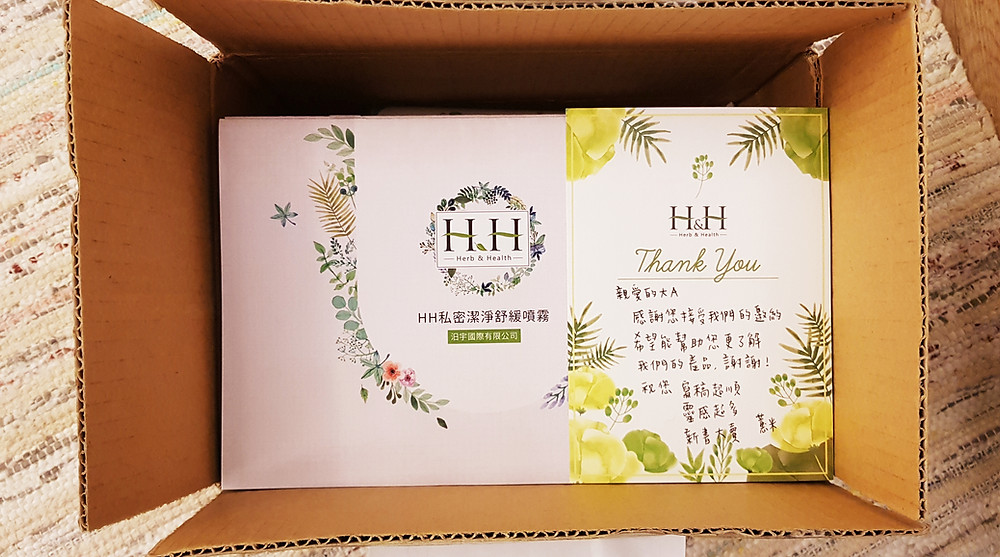 H&H
Herb & Health
HH私密潔淨舒緩噴霧
汨宇國際有限公司
H&H
Herb & Health
Thank You
親愛的大A
感謝您接受我們的邀約
希望能幫助您更了解
我們的產品, 謝謝!
祝您 寫稿超順
靈感超多
新書大賣 薏米